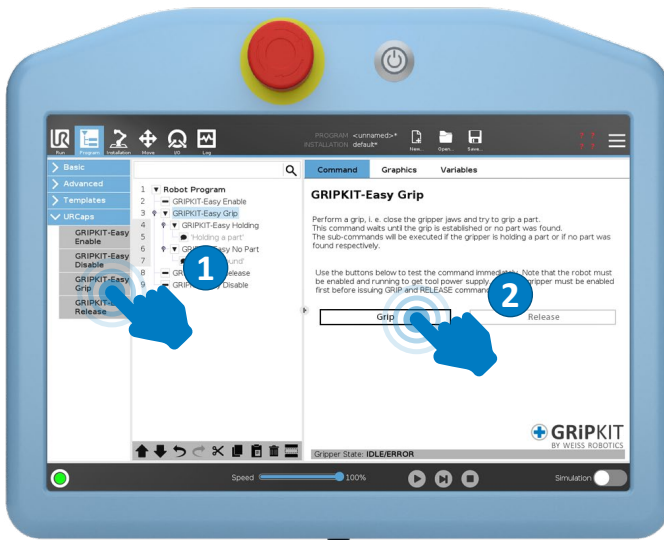 UR
Run
Program
Installation
Move
I/O
Log
PROGRAM <unnamed>*
INSTALLATION default*
New...
Open...
Save...
Basic
Advanced
Templates
URCaps
GRIPKIT-Easy
Enable
GRIPKIT-Easy
Disable
GRIPKIT-Easy
Grip
Release
1 Robot Program
2 GRIPKIT-Easy Enable
3 GRIPKIT-Easy Grip
4 GRIPKIT-Easy Holding
5 'Holding a part'
6 No Part
7
8
9 Disable
1
Command Graphics Variables
GRIPKIT-Easy Grip
Perform a grip, i. e. close the gripper jaws and try to grip a part.
This command waits until the grip is established or no part was found.
The sub-commands will be executed if the gripper is holding a part or if no part was
found respectively.
Use the buttons below to test the command immediately. Note that the robot must
be enabled and running to get tool power supply. gripper must be enabled
first before issuing GRIP and RELEASE
2
Grip Release
GRiPKIT
BY WEISS ROBOTICS
Gripper State: IDLE/ERROR
Speed 100% Simulation